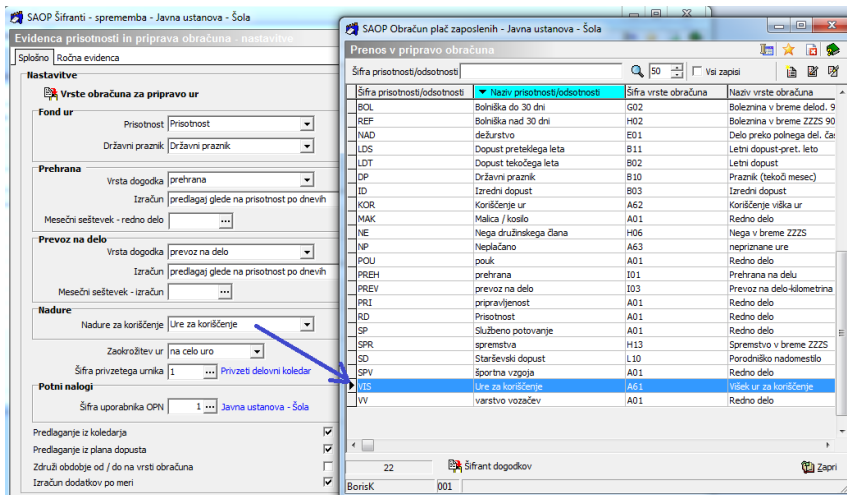 SAOP Šifranti - sprememba - Javna ustanova - Šola
Evidenca prisotnosti in priprava obračuna - nastavitve
Splošno Ročna evidenca
Nastavitve
Vrste obračuna za pripravo ur
Fond ur
Prisotnost Prisotnost
Državni praznik Državni praznik
Prehrana
Vrsta dogodka prehrana
Izračun predlagaj glede na prisotnost po dnevih
Mesečni seštevek - redno delo ...
Prevoz na delo
Vrsta dogodka prevoz na delo
Izračun predlagaj glede na prisotnost po dnevih
Mesečni seštevek - izračun ...
Nadure
Nadure za koriščenje Ure za koriščenje
Zaokrožitev ur na celo uro
Šifra privzetega urnika 1 ... Privzeti delovni koledar
Potni nalogi
Šifra uporabnika OPN 1 ... Javna ustanova - Šola
Predlaganje iz koledarja
Predlaganje iz plana dopusta
Združi obdobje od / do na vrsti obračuna
Izračun dodatkov po meri
SAOP Obračun plač zaposlenih - Javna ustanova - Šola
Prenos v pripravo obračuna
Šifra prisotnosti/odsotnosti 50 Vsi zapisi
Šifra prisotnosti/odsotnosti Naziv prisotnosti/odsotnosti Šifra vrste obračuna Naziv vrste obračuna
BOL Bolniška do 30 dni G02 Boleznina v breme delod. 9
REF Bolniška nad 30 dni H02 Boleznina v breme ZZZS 90
NAD dežurstvo E01 Delo preko polnega del. ča
LDS Dopust preteklega leta B11 Letni dopust-pret. leto
LDT Dopust tekočega leta B02 Letni dopust
DP Državni praznik B10 Praznik (tekoči mesec)
ID Izredni dopust B03 Izredni dopust
KOR Koriščenje ur A62 Koriščenje viška ur
MAK Malica / kosilo A01 Redno delo
NE Nega družinskega člana H06 Nega v breme ZZZS
NP Neplačano A63 nepriznane ure
POU pouk A01 Redno delo
PREH prehrana I01 Prehrana na delu
PREV prevoz na delo I03 Prevoz na delo-kilometrina
PRI pripravljenost A01 Redno delo
RD Prisotnost A01 Redno delo
SP Službeno potovanje A01 Redno delo
SPR spremstva H13 Spremstvo v breme ZZZS
SD Starševski dopust L10 Porodniško nadomestilo
SPV športna vzgoja A01 Redno delo
VIS Ure za koriščenje A61 Višek ur za koriščenje
VV varstvo vozačev A01 Redno delo
22 Šifrant dogodkov Zapri
BorisK 001